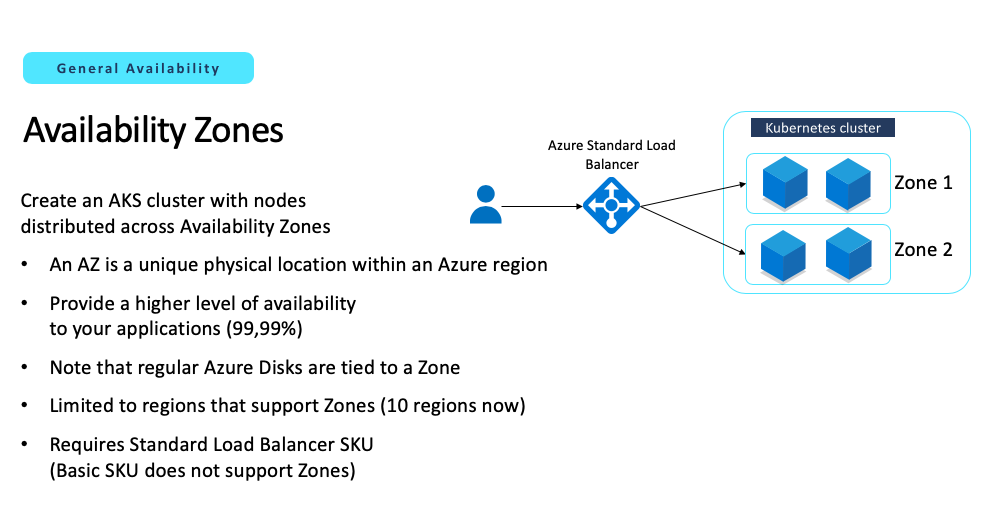 General Availability
Availability Zones
Create an AKS cluster with nodes
distributed across Availability Zones
• An AZ is a unique physical location within an Azure region
• Provide a higher level of availability
to your applications (99,99%)
• Note that regular Azure Disks are tied to a Zone
• Limited to regions that support Zones (10 regions now)
• Requires Standard Load Balancer SKU
(Basic SKU does not support Zones)
Azure Standard Load
Balancer
Kubernetes cluster
Zone 1
Zone 2